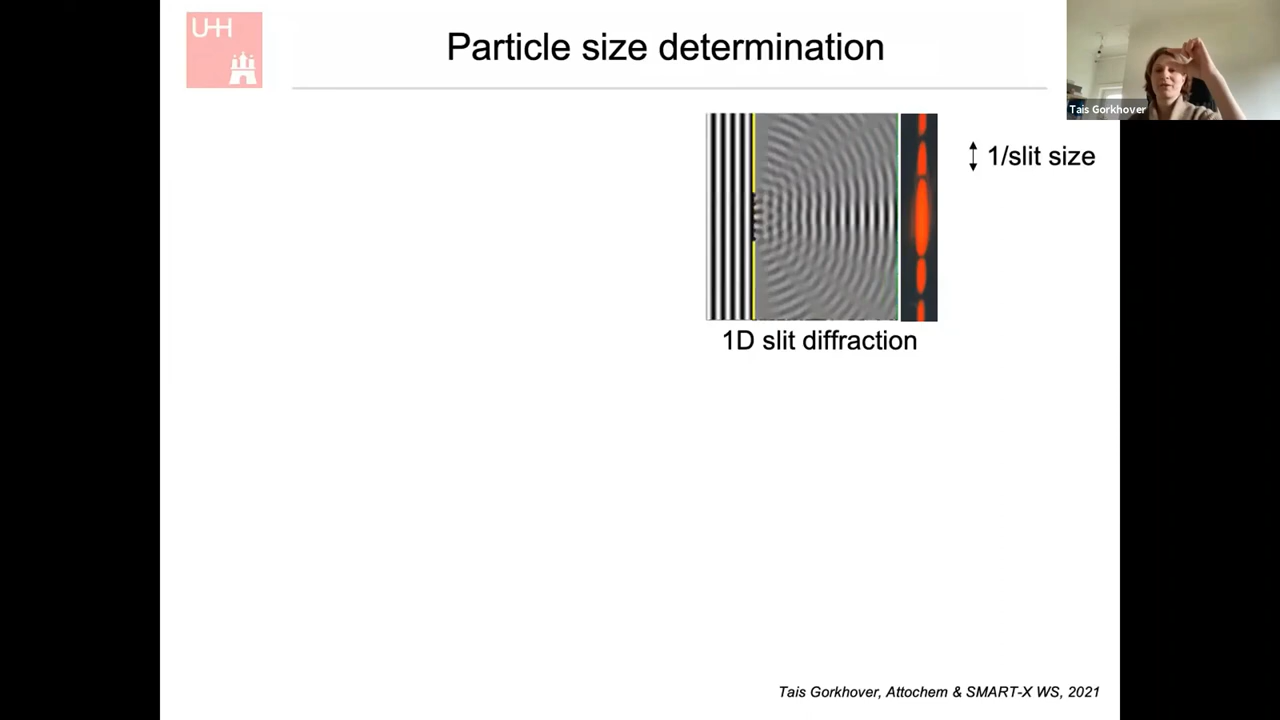 UHH
Particle size determination
Tais Gorkhover
1/slit size
1D slit diffraction
Tais Gorkhover, Attochem & SMART-X WS, 2021